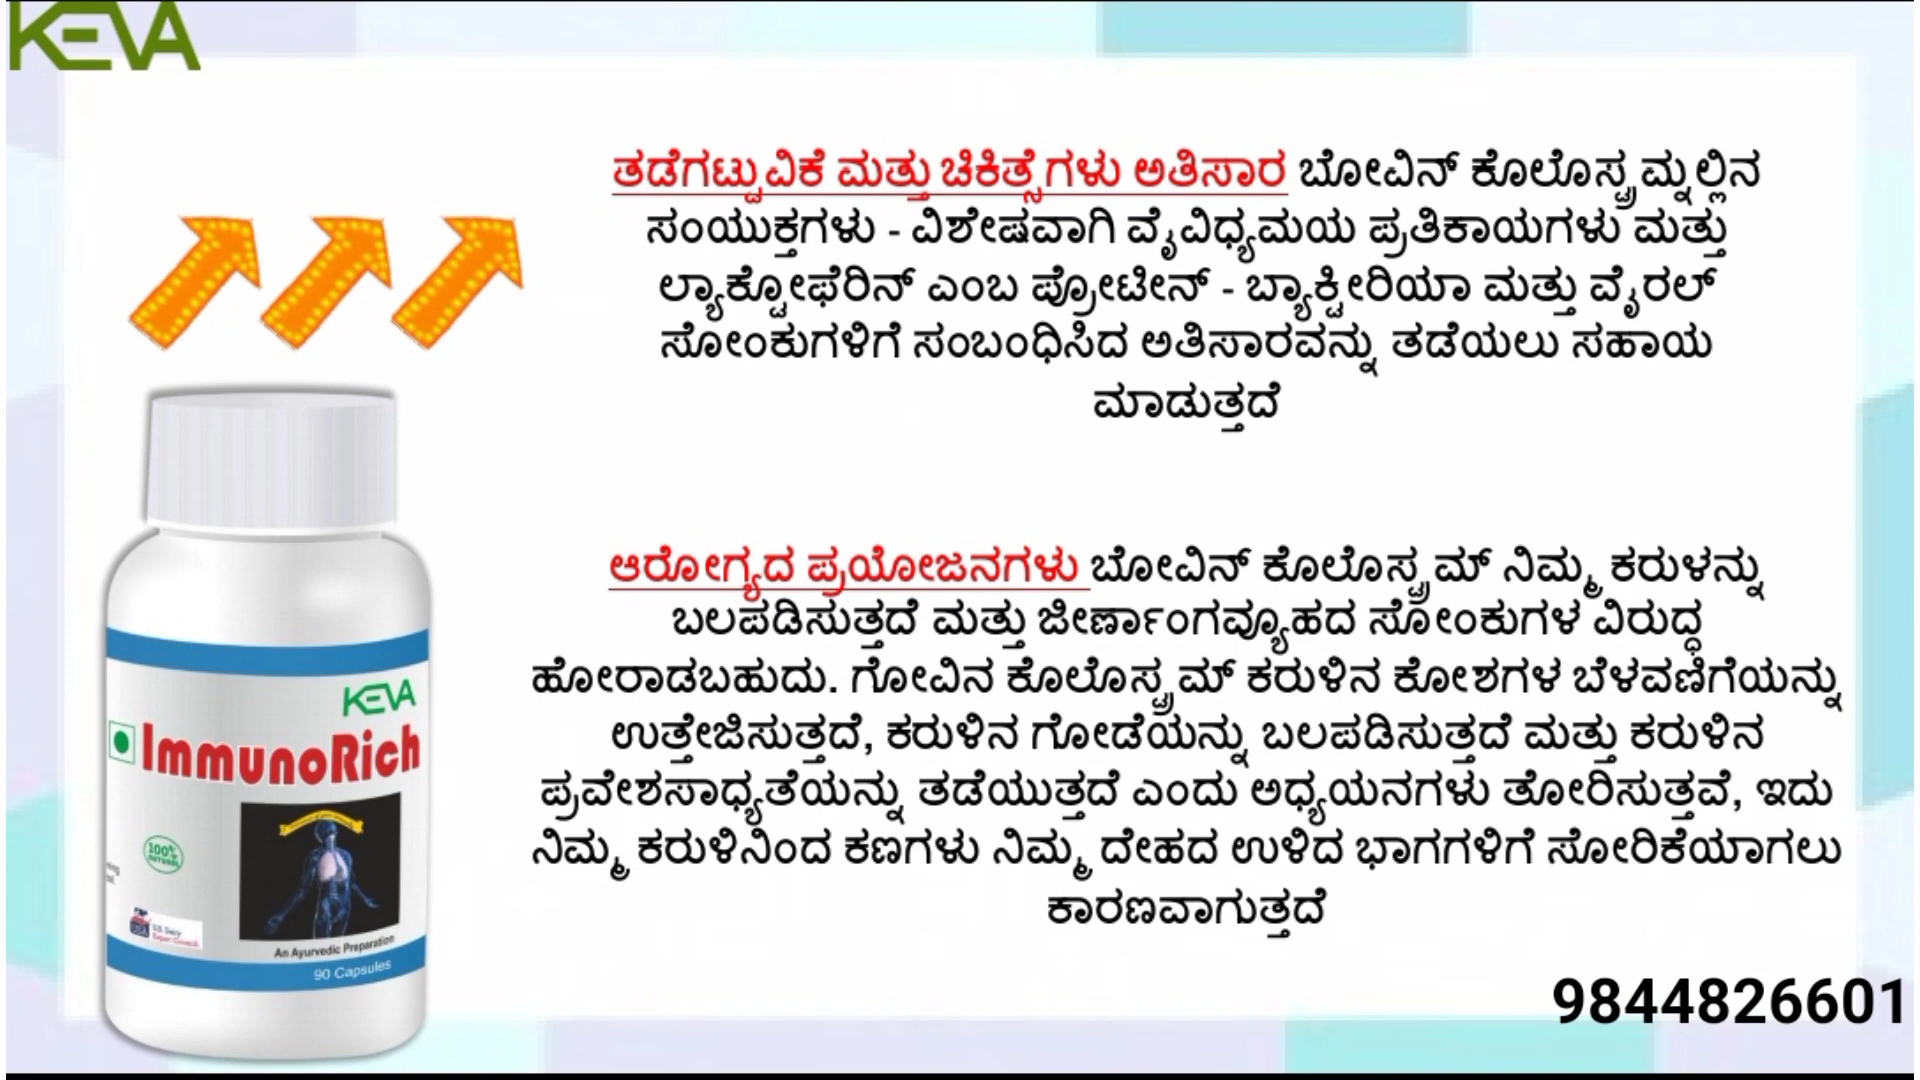 KEVA
ತಡೆಗಟ್ಟುವಿಕೆ ಮತ್ತು ಚಿಕಿತ್ಸೆಗಳು ಅತಿಸಾರ ಬೋವಿನ್ ಕೊಲೊಸ್ಟ್ರಮ್ನಲ್ಲಿನ
ಸಂಯುಕ್ತಗಳು - ವಿಶೇಷವಾಗಿ ವೈವಿಧ್ಯಮಯ ಪ್ರತಿಕಾಯಗಳು ಮತ್ತು
ಲ್ಯಾಕ್ಟೋಫೆರಿನ್ ಎಂಬ ಪ್ರೋಟೀನ್ - ಬ್ಯಾಕ್ಟೀರಿಯಾ ಮತ್ತು ವೈರಲ್
ಸೋಂಕುಗಳಿಗೆ ಸಂಬಂಧಿಸಿದ ಅತಿಸಾರವನ್ನು ತಡೆಯಲು ಸಹಾಯ
ಮಾಡುತ್ತದೆ
ಆರೋಗ್ಯದ ಪ್ರಯೋಜನಗಳು ಬೋವಿನ್ ಕೊಲೊಸ್ಟ್ರಮ್ ನಿಮ್ಮ ಕರುಳನ್ನು
ಬಲಪಡಿಸುತ್ತದೆ ಮತ್ತು ಜೀರ್ಣಾಂಗವ್ಯೂಹದ ಸೋಂಕುಗಳ ವಿರುದ್ಧ
ಹೋರಾಡಬಹುದು. ಗೋವಿನ ಕೊಲೊಸ್ಟ್ರಮ್ ಕರುಳಿನ ಕೋಶಗಳ ಬೆಳವಣಿಗೆಯನ್ನು
ಉತ್ತೇಜಿಸುತ್ತದೆ, ಕರುಳಿನ ಗೋಡೆಯನ್ನು ಬಲಪಡಿಸುತ್ತದೆ ಮತ್ತು ಕರುಳಿನ
ಪ್ರವೇಶಸಾಧ್ಯತೆಯನ್ನು ತಡೆಯುತ್ತದೆ ಎಂದು ಅಧ್ಯಯನಗಳು ತೋರಿಸುತ್ತವೆ, ಇದು
ನಿಮ್ಮ ಕರುಳಿನಿಂದ ಕಣಗಳು ನಿಮ್ಮ ದೇಹದ ಉಳಿದ ಭಾಗಗಳಿಗೆ ಸೋರಿಕೆಯಾಗಲು
ಕಾರಣವಾಗುತ್ತದೆ
KEVA
ImmunoRich
100%
NATURAL
An Ayurvedic Preparation
90 Capsules
9844826601